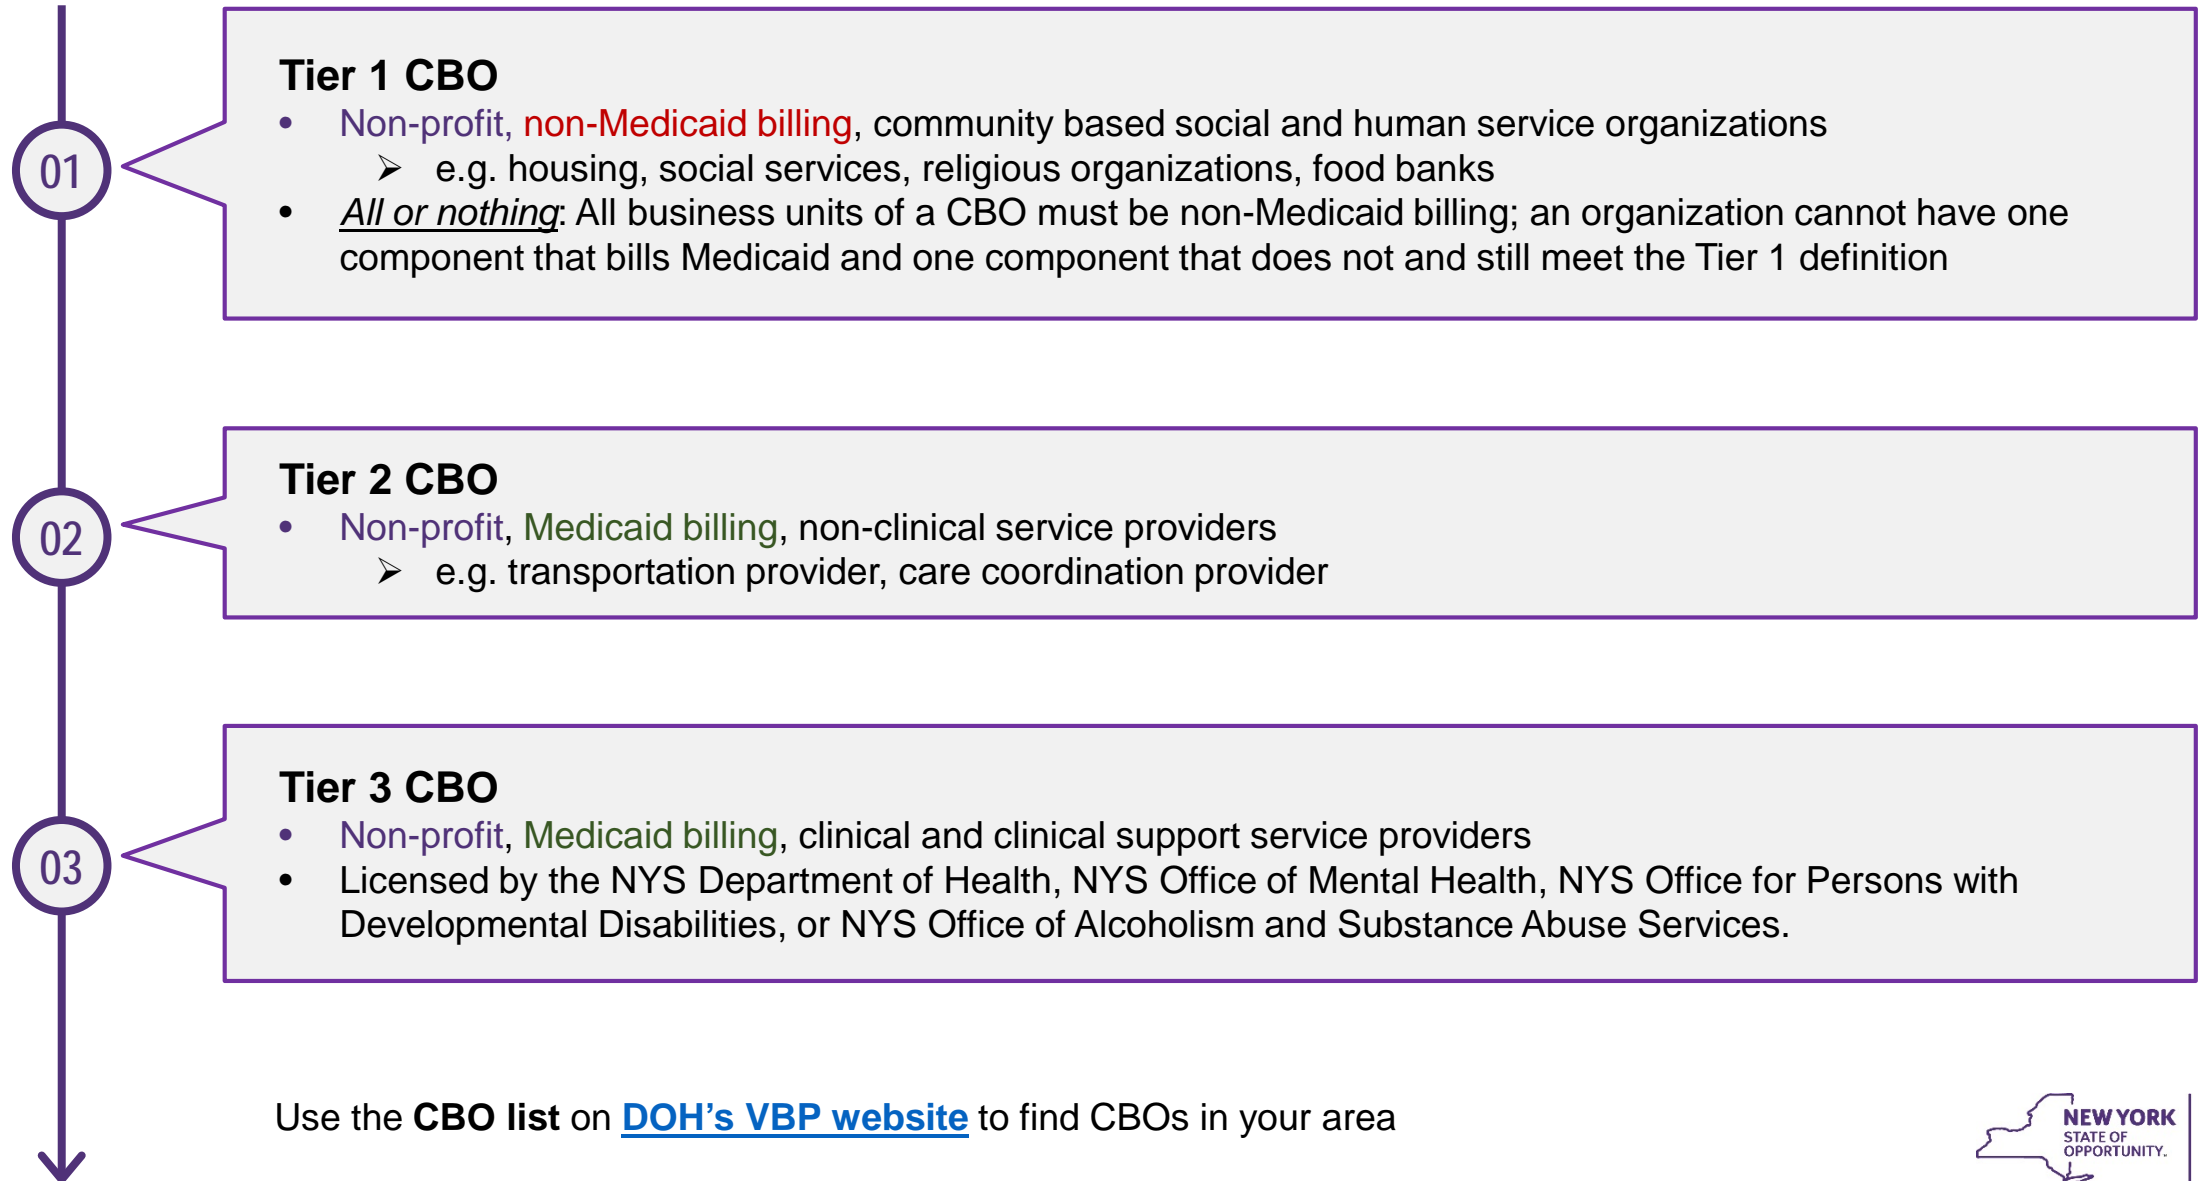 01
Tier 1 CBO
• Non-profit, non-Medicaid billing, community based social and human service organizations
➢ e.g. housing, social services, religious organizations, food banks
• All or nothing: All business units of a CBO must be non-Medicaid billing; an organization cannot have one
component that bills Medicaid and one component that does not and still meet the Tier 1 definition
02
Tier 2 CBO
• Non-profit, Medicaid billing, non-clinical service providers
➢ e.g. transportation provider, care coordination provider
03
Tier 3 CBO
• Non-profit, Medicaid billing, clinical and clinical support service providers
• Licensed by the NYS Department of Health, NYS Office of Mental Health, NYS Office for Persons with
Developmental Disabilities, or NYS Office of Alcoholism and Substance Abuse Services.
Use the CBO list on DOH’s VBP website to find CBOs in your area
NEW YORK
STATE OF
OPPORTUNITY.